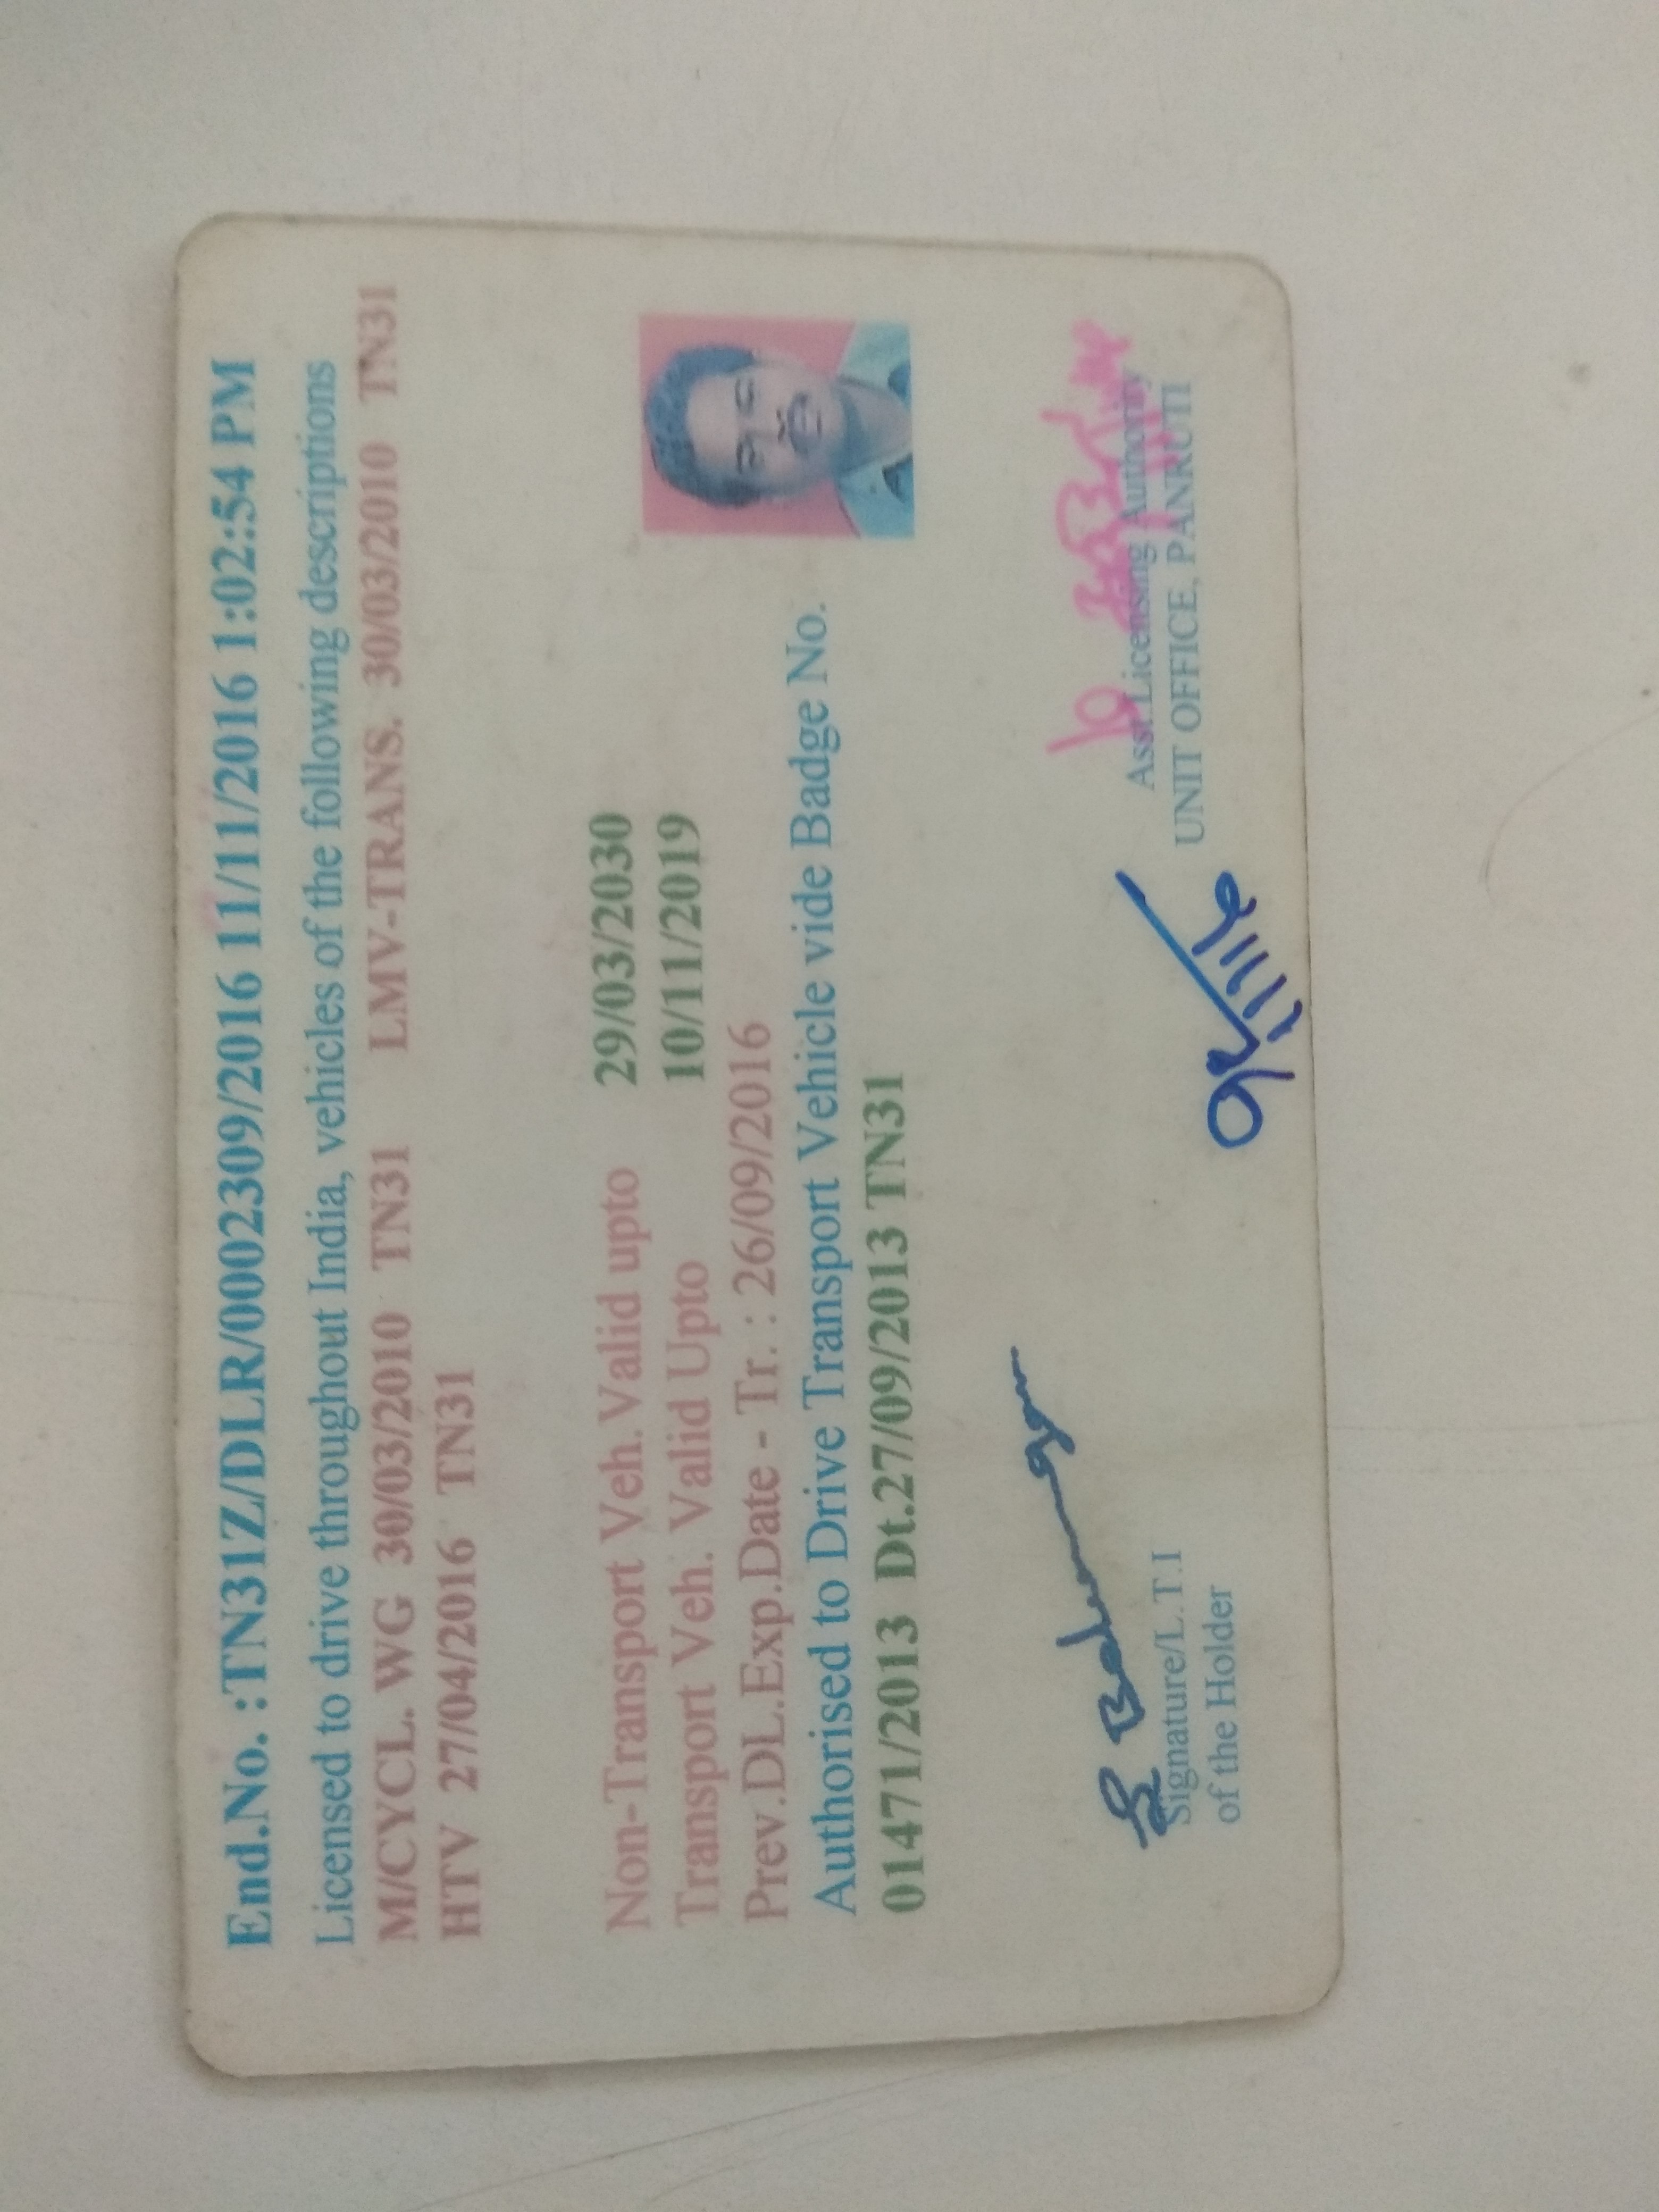 End.No. :TN31Z/DLR/0002309/2016 11/11/2016 1:02:54 PM
Licensed to drive throughout India, vehicles of the following descriptions
M/CYCL. WG 30/03/2010 TN31 LMV-TRANS. 30/03/2010 TN31
HTV 27/04/2016 TN31
Non-Transport Veh. Valid upto 29/03/2030
Transport Veh. Valid Upto 10/11/2019
Prev.DL.Exp.Date - Tr. : 26/09/2016
Authorised to Drive Transport Vehicle vide Badge No.
01471/2013 Dt.27/09/2013 TN31
Signature/L.T.I
of the Holder
Asst.Licensing Authority
UNIT OFFICE, PANRUTI